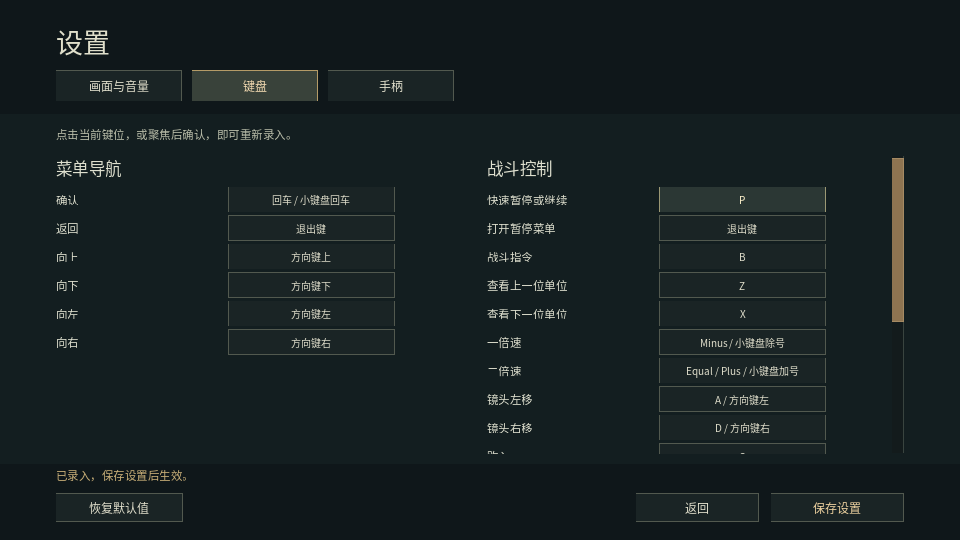 设置
画面与音量
键盘
手柄
点击当前键位，或聚焦后确认，即可重新录入。
菜单导航
确认 回车 / 小键盘回车
返回 退出键
向上 方向键上
向下 方向键下
向左 方向键左
向右 方向键右
战斗控制
快速暂停或继续 P
打开暂停菜单 退出键
战斗指令 B
查看上一位单位 Z
查看下一位单位 X
一倍速 Minus / 小键盘除号
二倍速 Equal / Plus / 小键盘加号
镜头左移 A / 方向键左
镜头右移 D / 方向键右
已录入，保存设置后生效。
恢复默认值
返回
保存设置